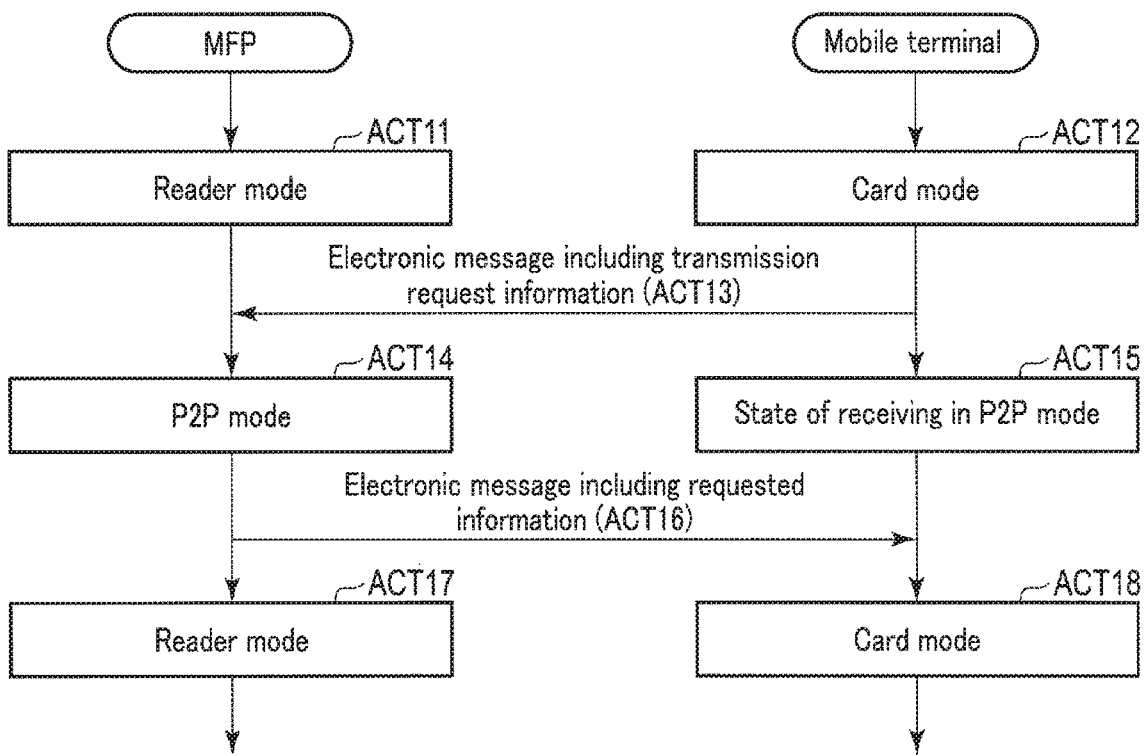 MFP
Mobile terminal
ACT11
ACT12
Reader mode
Card mode
Electronic message including transmission
request information (ACT13)
ACT14
ACT15
P2P mode
State of receiving in P2P mode
Electronic message including requested
information (ACT16)
ACT17
ACT18
Reader mode
Card mode